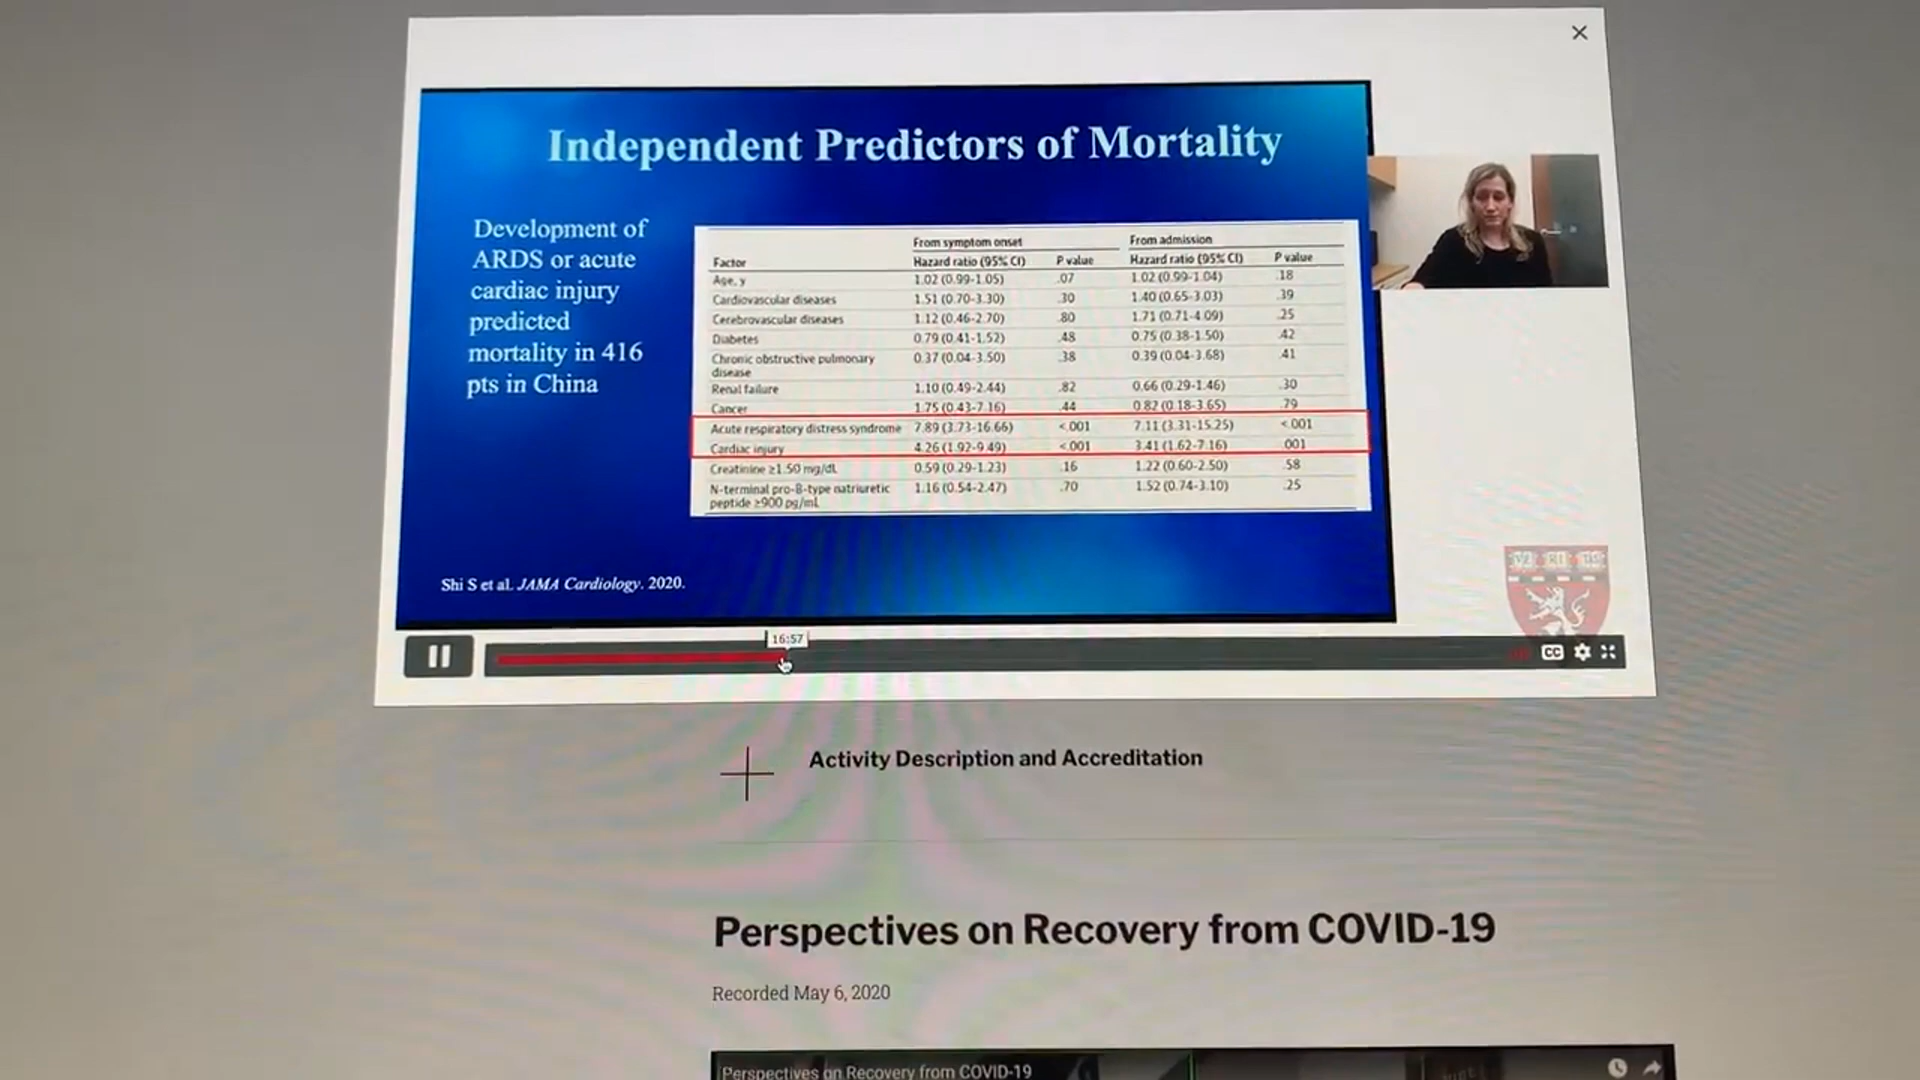 Independent Predictors of Mortality
Development of
ARDS or acute
cardiac injury
predicted
mortality in 416
pts in China
From symptom onset From admission
Factor Hazard ratio (95% CI) P value Hazard ratio (95% CI) P value
Age, y 1.02 (0.99-1.05) .07 1.02 (0.99-1.04) .18
Cardiovascular diseases 1.51 (0.70-3.30) .30 1.40 (0.65-3.03) .39
Cerebrovascular diseases 1.12 (0.46-2.70) .80 1.71 (0.71-4.09) .25
Diabetes 0.79 (0.41-1.52) .48 0.75 (0.38-1.50) .42
Chronic obstructive pulmonary 0.37 (0.04-3.50) .38 0.39 (0.04-3.68) .41
disease
Renal failure 1.10 (0.49-2.44) .82 0.66 (0.29-1.46) .30
Cancer 1.75 (0.43-7.16) .44 0.82 (0.18-3.65) .79
Acute respiratory distress syndrome 7.89 (3.73-16.66) <.001 7.11 (3.31-15.25) <.001
Cardiac injury 4.26 (1.92-9.49) <.001 3.41 (1.62-7.16) .001
Creatinine ≥1.50 mg/dL 0.59 (0.29-1.23) .16 1.22 (0.60-2.50) .58
N-terminal pro-B-type natriuretic 1.16 (0.54-2.47) .70 1.52 (0.74-3.10) .25
peptide ≥900 pg/mL
Shi S et al. JAMA Cardiology. 2020.
VE RI TAS
16:57
CC
Activity Description and Accreditation
Perspectives on Recovery from COVID-19
Recorded May 6, 2020
Perspectives on Recovery from COVID-19